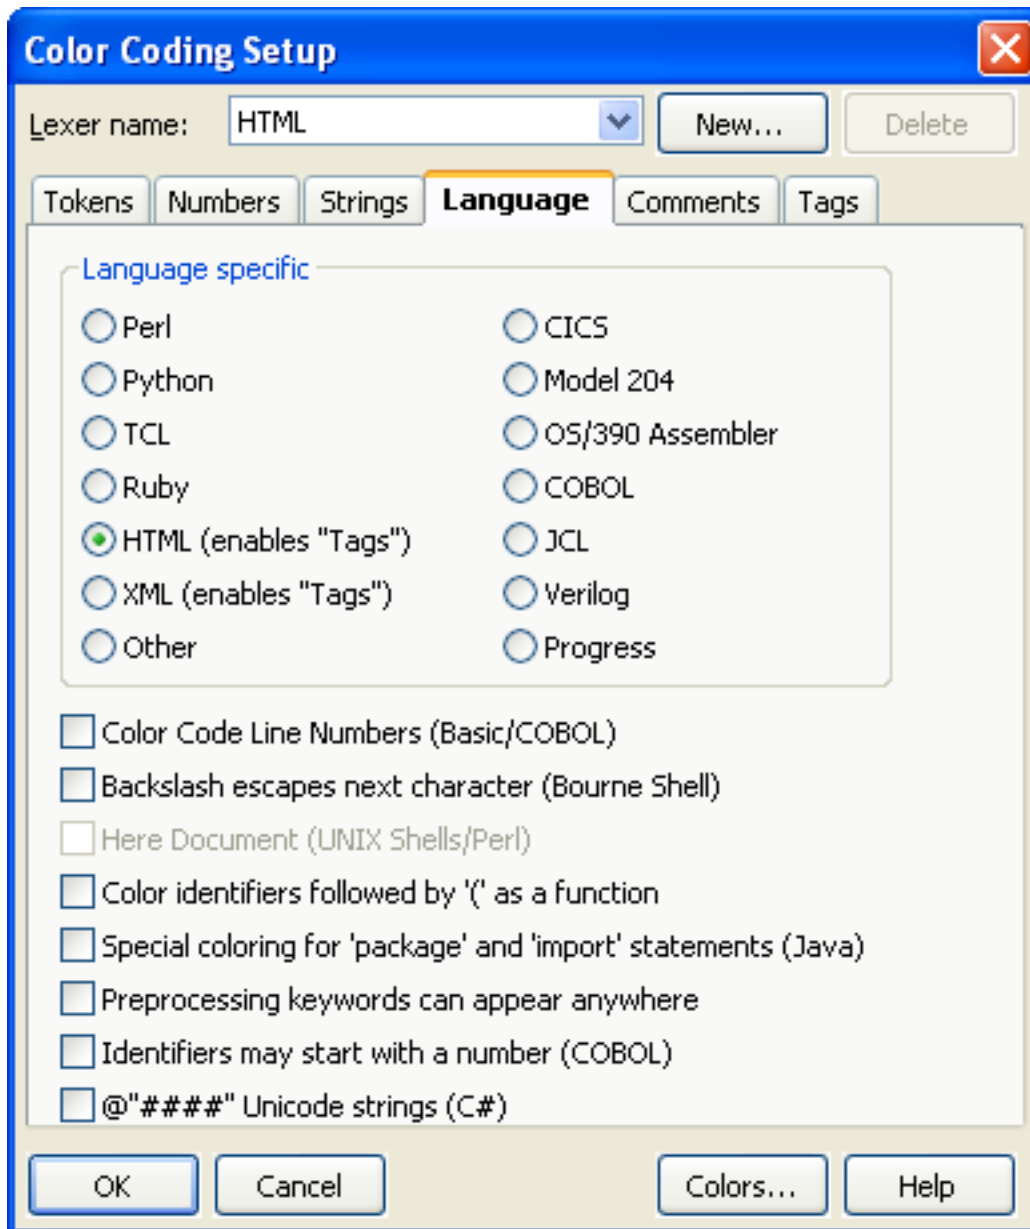 Color Coding Setup
Lexer name: HTML New... Delete
Tokens Numbers Strings Language Comments Tags
Language specific
Perl CICS
Python Model 204
TCL OS/390 Assembler
Ruby COBOL
HTML (enables "Tags") JCL
XML (enables "Tags") Verilog
Other Progress
Color Code Line Numbers (Basic/COBOL)
Backslash escapes next character (Bourne Shell)
Here Document (UNIX Shells/Perl)
Color identifiers followed by '(' as a function
Special coloring for 'package' and 'import' statements (Java)
Preprocessing keywords can appear anywhere
Identifiers may start with a number (COBOL)
@"####" Unicode strings (C#)
OK Cancel Colors... Help